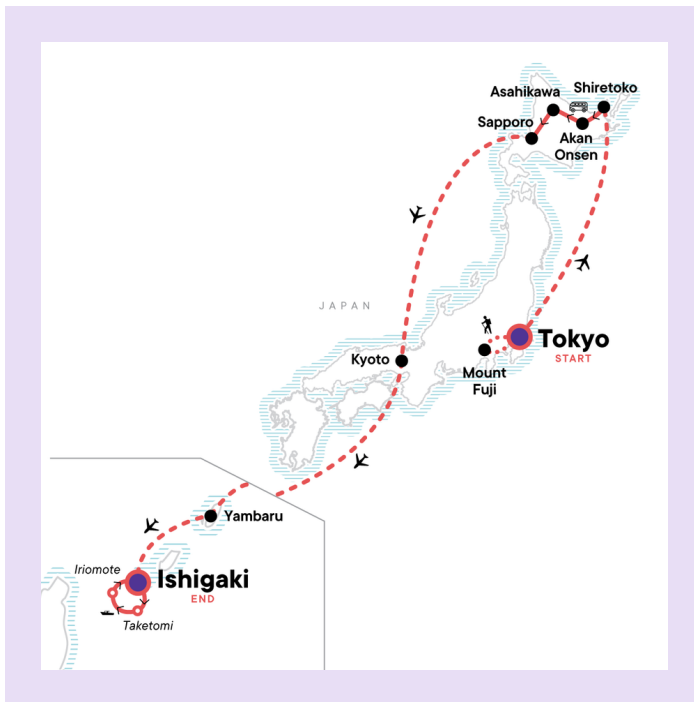 Asahikawa
Shiretoko
Sapporo
Akan
Onsen
JAPAN
Tokyo
START
Kyoto
Mount
Fuji
Yambaru
Iriomote
Ishigaki
END
Taketomi